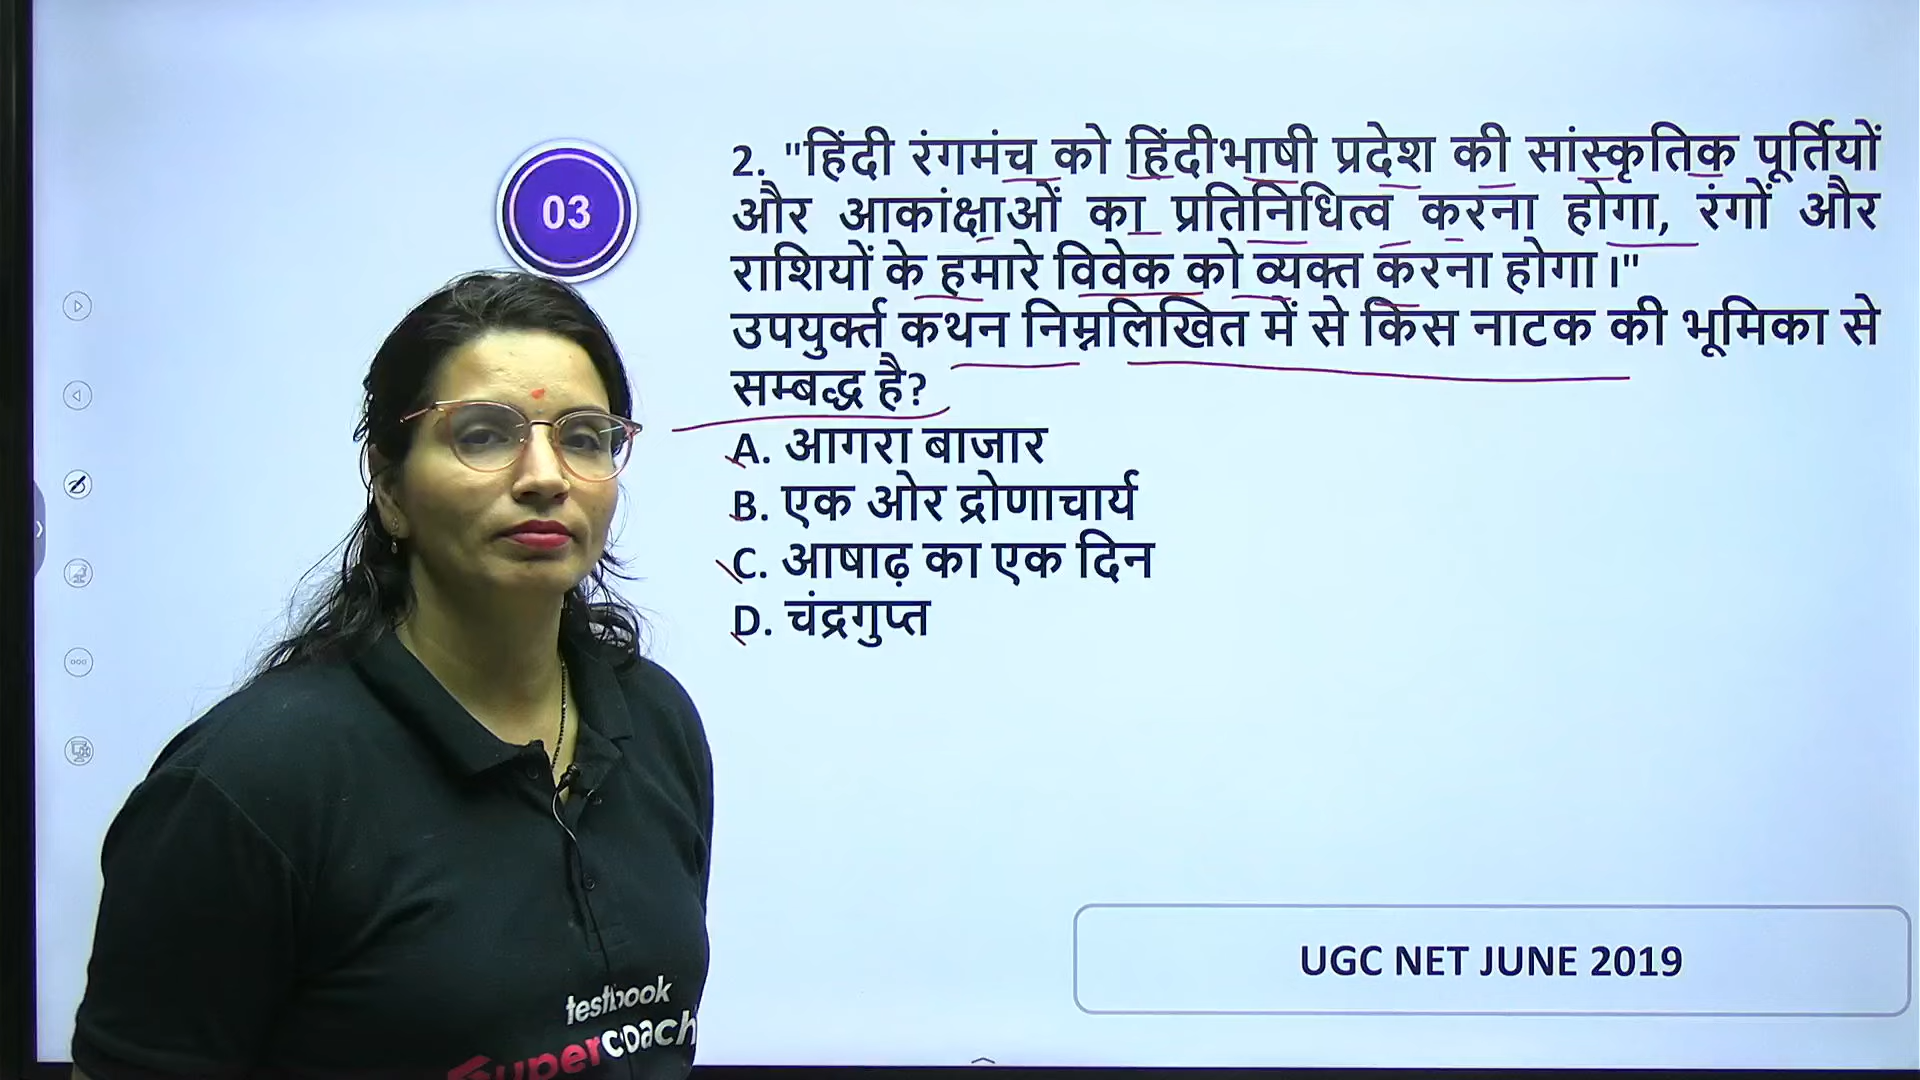 03
2. "हिंदी रंगमंच को हिंदीभाषी प्रदेश की सांस्कृतिक पूर्तियों
और आकांक्षाओं का प्रतिनिधित्व करना होगा, रंगों और
राशियों के हमारे विवेक को व्यक्त करना होगा।"
उपयुर्क्त कथन निम्नलिखित में से किस नाटक की भूमिका से
सम्बद्ध है?
A. आगरा बाजार
B. एक ओर द्रोणाचार्य
C. आषाढ़ का एक दिन
D. चंद्रगुप्त
UGC NET JUNE 2019
testbook
Supercoach